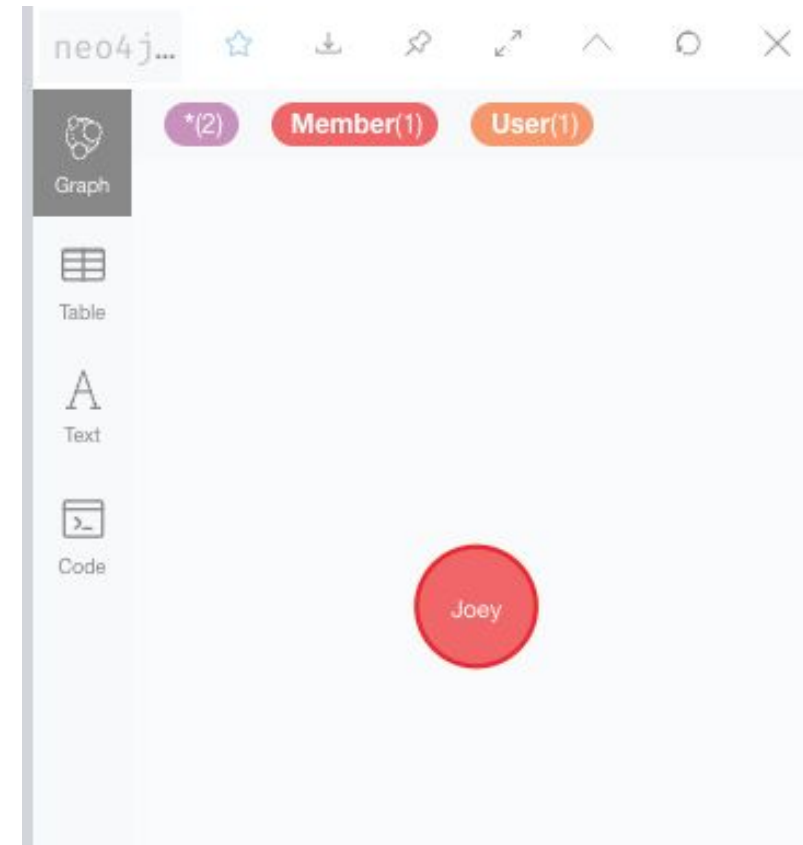 neo4j…
*(2) Member(1) User(1)
Graph
Table
A
Text
>_
Code
Joey